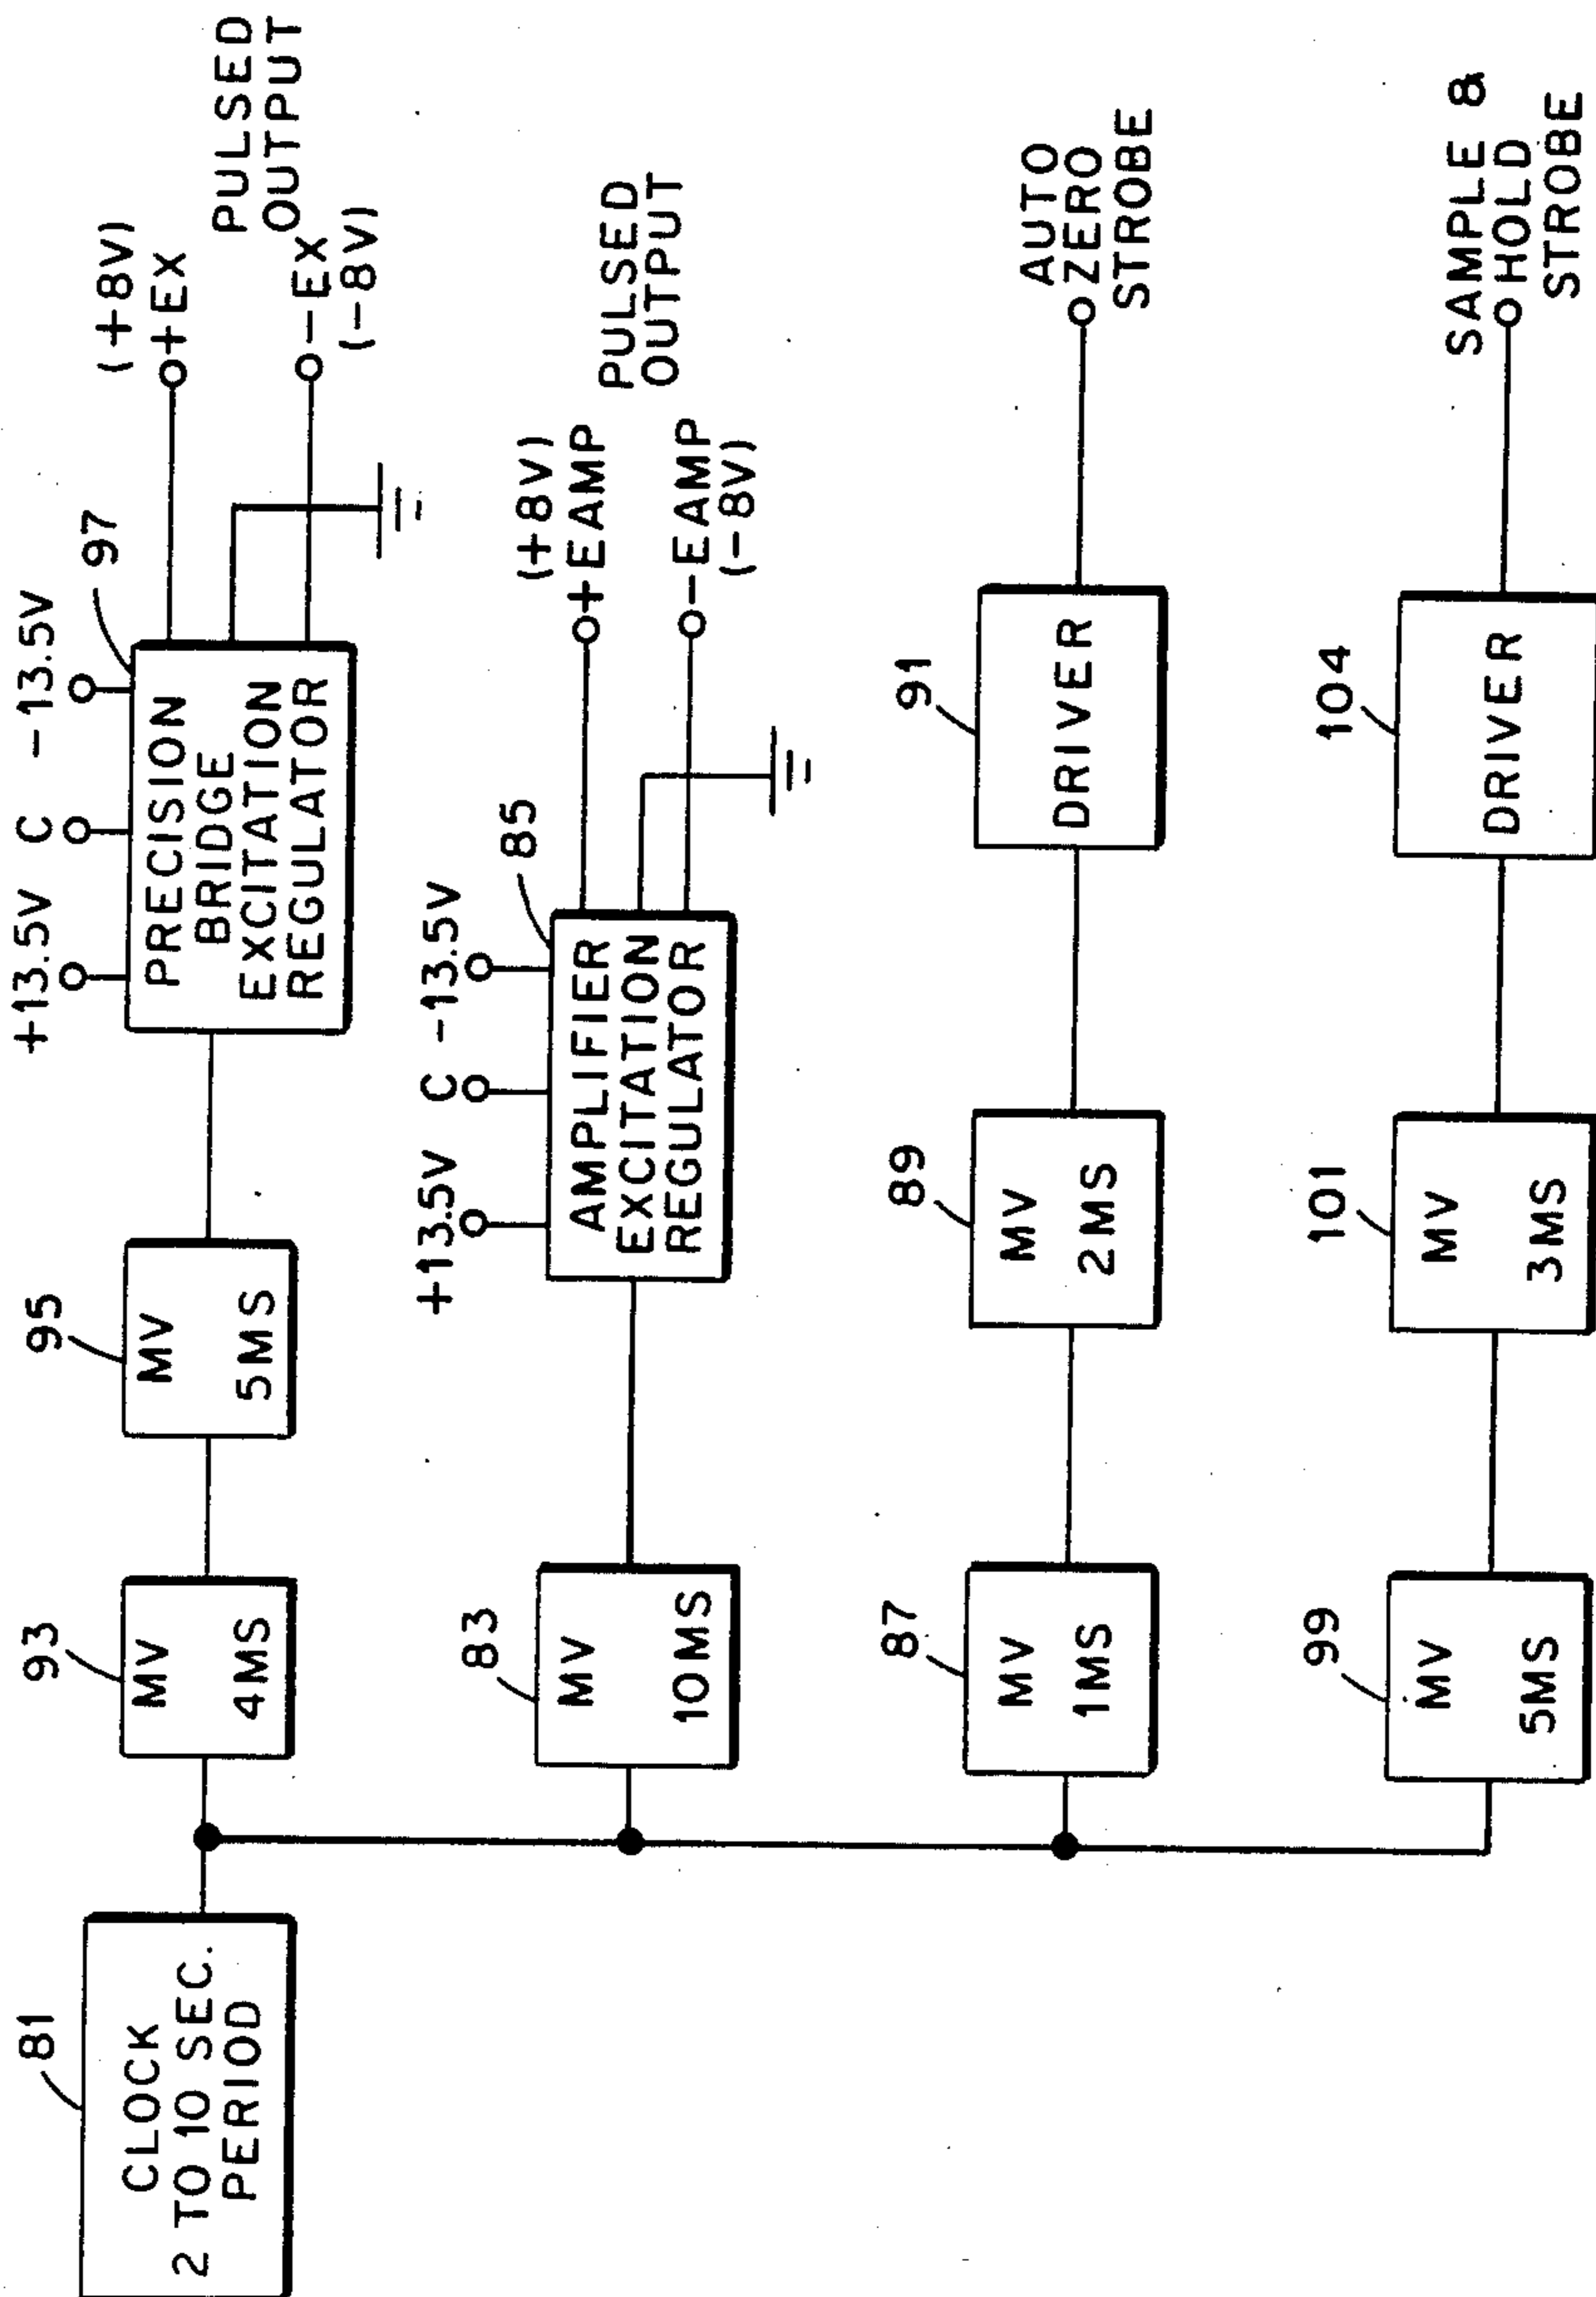 81
CLOCK
2 TO 10 SEC.
PERIOD
93
MV
4MS
95
MV
5MS
+13.5V
C
-13.5V
97
PRECISION
BRIDGE
EXCITATION
REGULATOR
(+8V)
+EX
PULSED
OUTPUT
-EX
(-8V)
83
MV
10MS
+13.5V
C
-13.5V
85
AMPLIFIER
EXCITATION
REGULATOR
(+8V)
+EAMP
PULSED
OUTPUT
-EAMP
(-8V)
87
MV
1MS
89
MV
2MS
91
DRIVER
AUTO
ZERO
STROBE
99
MV
5MS
101
MV
3MS
104
DRIVER
SAMPLE &
HOLD
STROBE